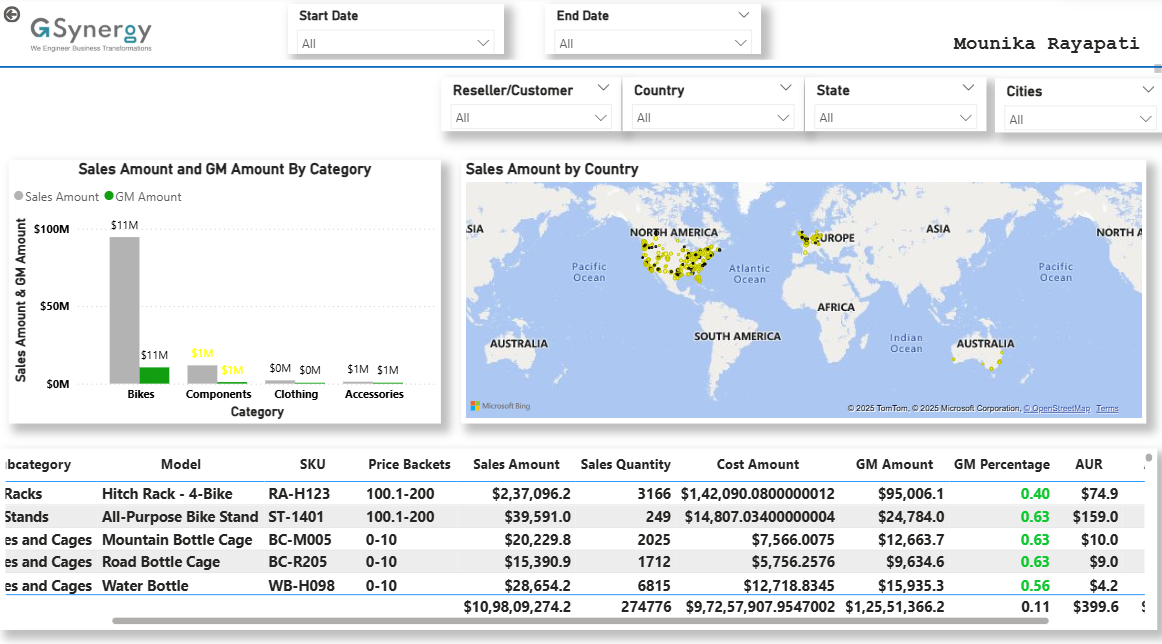 GSynergy
We Engineer Business Transformations
Start Date
All
End Date
All
Mounika Rayapati
Reseller/Customer
All
Country
All
State
All
Cities
All
Sales Amount and GM Amount By Category
Sales Amount GM Amount
Sales Amount & GM Amount
$100M
$50M
$0M
$11M
$11M
$1M
$1M
$0M $0M
$1M $1M
Bikes Components Clothing Accessories
Category
Sales Amount by Country
SIA
NORTH AMERICA
UROPE
ASIA
NORTH A
Pacific Ocean
Atlantic Ocean
Pacific Ocean
AFRICA
SOUTH AMERICA
Indian Ocean
AUSTRALIA
AUSTRALIA
Microsoft Bing
© 2025 TomTom, © 2025 Microsoft Corporation, © OpenStreetMap Terms
bcategory Model SKU Price Backets Sales Amount Sales Quantity Cost Amount GM Amount GM Percentage AUR
Racks Hitch Rack - 4-Bike RA-H123 100.1-200 $2,37,096.2 3166 $1,42,090.0800000012 $95,006.1 0.40 $74.9
Stands All-Purpose Bike Stand ST-1401 100.1-200 $39,591.0 249 $14,807.03400000004 $24,784.0 0.63 $159.0
es and Cages Mountain Bottle Cage BC-M005 0-10 $20,229.8 2025 $7,566.0075 $12,663.7 0.63 $10.0
es and Cages Road Bottle Cage BC-R205 0-10 $15,390.9 1712 $5,756.2576 $9,634.6 0.63 $9.0
es and Cages Water Bottle WB-H098 0-10 $28,654.2 6815 $12,718.8345 $15,935.3 0.56 $4.2
$10,98,09,274.2 274776 $9,72,57,907.9547002 $1,25,51,366.2 0.11 $399.6